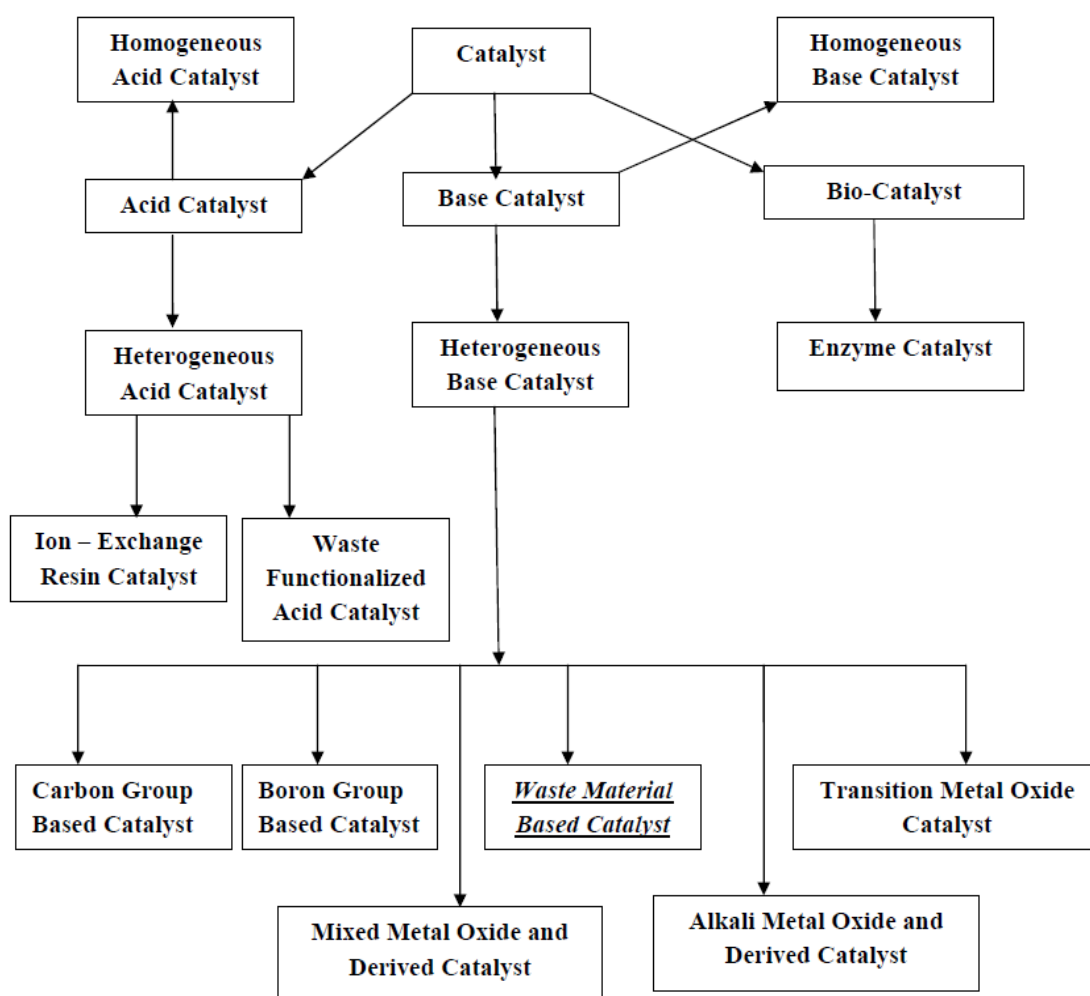 Homogeneous
Acid Catalyst
Catalyst
Homogeneous
Base Catalyst
Acid Catalyst
Base Catalyst
Bio-Catalyst
Heterogeneous
Acid Catalyst
Heterogeneous
Base Catalyst
Enzyme Catalyst
Ion – Exchange
Resin Catalyst
Waste
Functionalized
Acid Catalyst
Carbon Group
Based Catalyst
Boron Group
Based Catalyst
Waste Material
Based Catalyst
Transition Metal Oxide
Catalyst
Mixed Metal Oxide and
Derived Catalyst
Alkali Metal Oxide and
Derived Catalyst